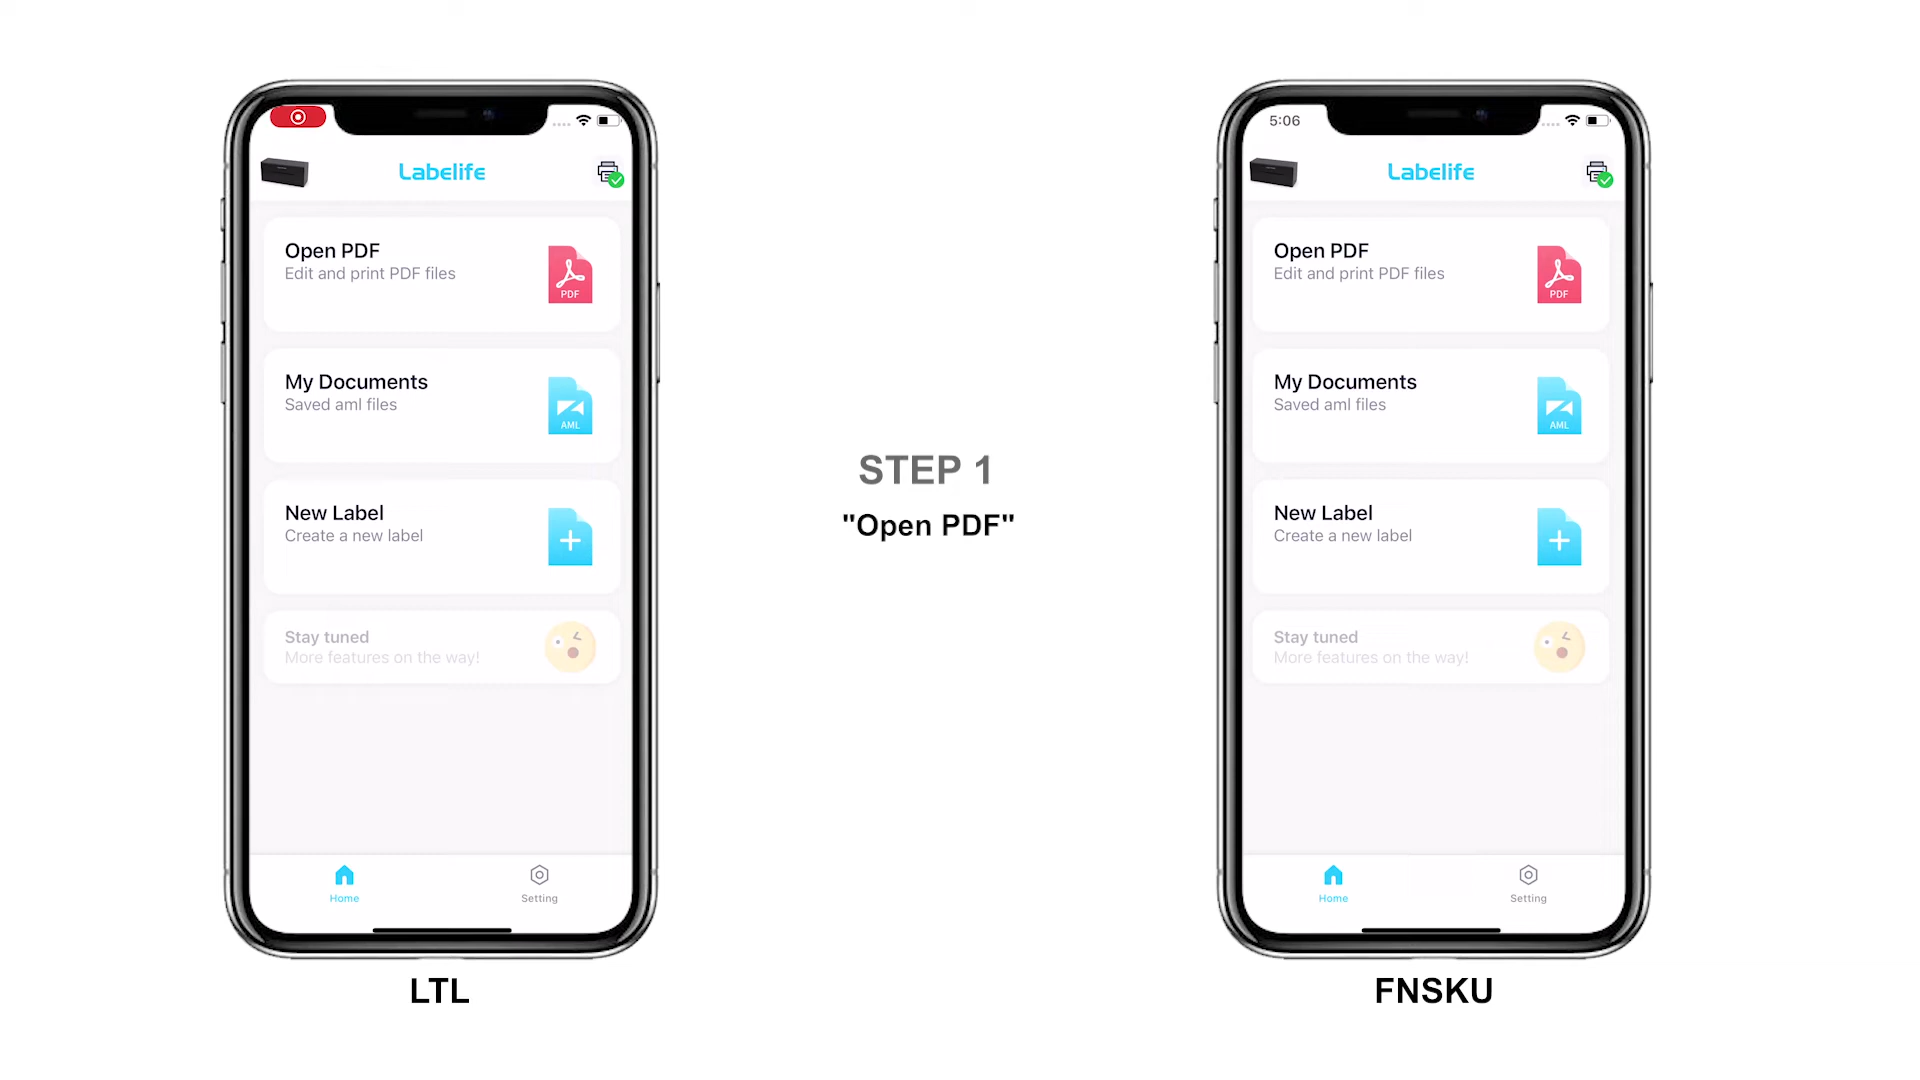 Labelife
Open PDF
Edit and print PDF files
PDF
My Documents
Saved aml files
AML
New Label
Create a new label
Stay tuned
More features on the way!
Home
Setting
LTL
STEP 1
"Open PDF"
5:06
Labelife
Open PDF
Edit and print PDF files
PDF
My Documents
Saved aml files
AML
New Label
Create a new label
Stay tuned
More features on the way!
Home
Setting
FNSKU